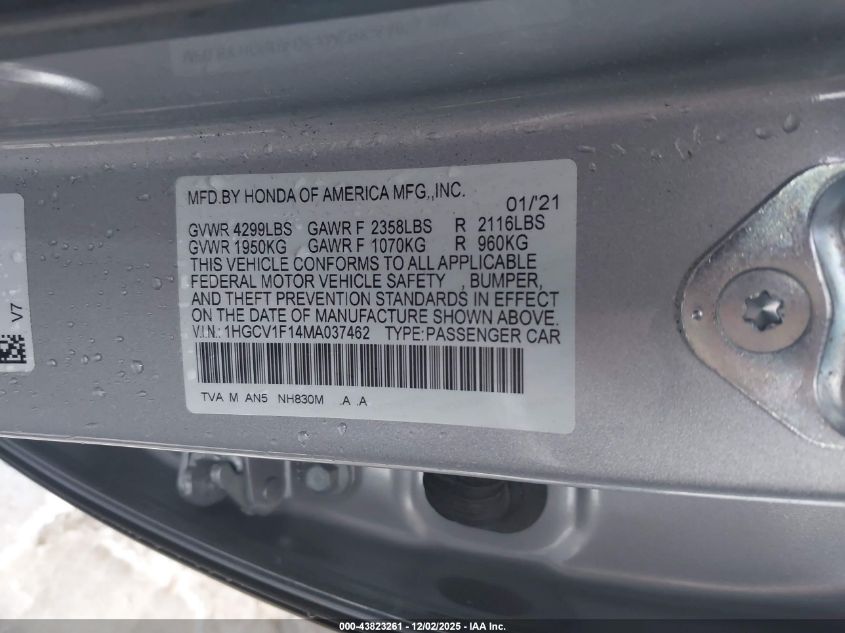 MFD.BY HONDA OF AMERICA MFG.,INC. 01/'21
GVWR 4299LBS GAWR F 2358LBS R 2116LBS
GVWR 1950KG GAWR F 1070KG R 960KG
THIS VEHICLE CONFORMS TO ALL APPLICABLE
FEDERAL MOTOR VEHICLE SAFETY , BUMPER,
AND THEFT PREVENTION STANDARDS IN EFFECT
ON THE DATE OF MANUFACTURE SHOWN ABOVE.
V.I.N.: 1HGCV1F14MA037462 TYPE:PASSENGER CAR
TVA M AN5 NH830M .A .A
V7
000-43823261 - 12/02/2025 - IAAI.COM